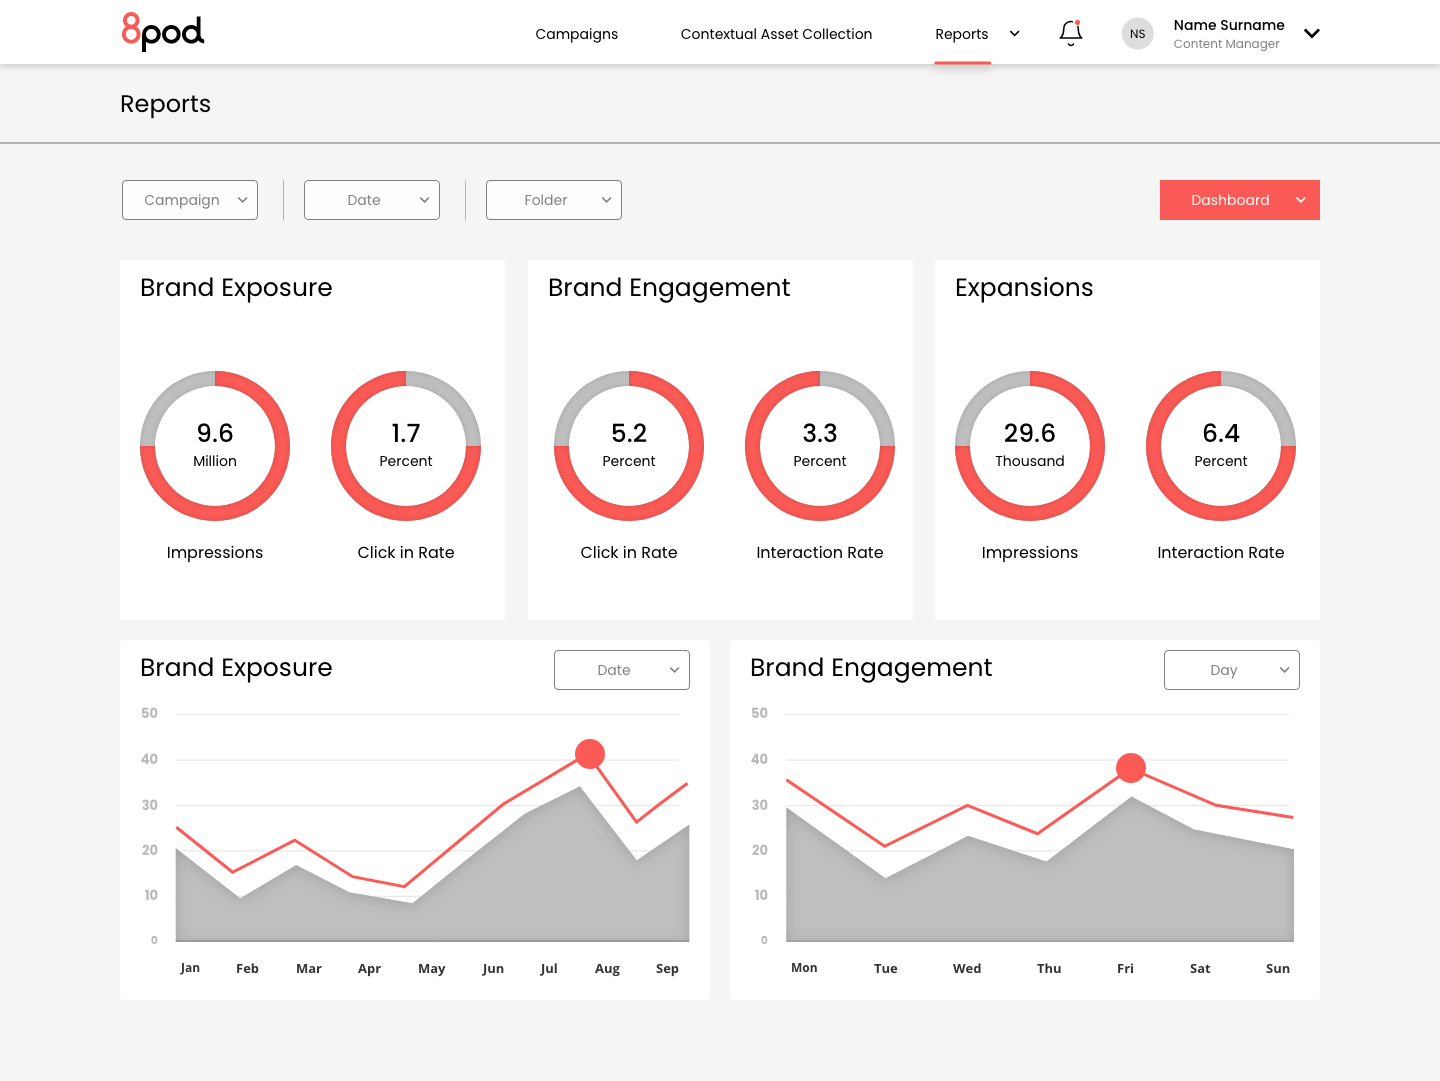 8pod
Campaigns
Contextual Asset Collection
Reports
NS
Name Surname
Content Manager
Reports
Campaign
Date
Folder
Dashboard
Brand Exposure
9.6
Million
Impressions
1.7
Percent
Click in Rate
Brand Engagement
5.2
Percent
Click in Rate
3.3
Percent
Interaction Rate
Expansions
29.6
Thousand
Impressions
6.4
Percent
Interaction Rate
Brand Exposure
Date
50
40
30
20
10
0
Jan Feb Mar Apr May Jun Jul Aug Sep
Brand Engagement
Day
50
40
30
20
10
0
Mon Tue Wed Thu Fri Sat Sun